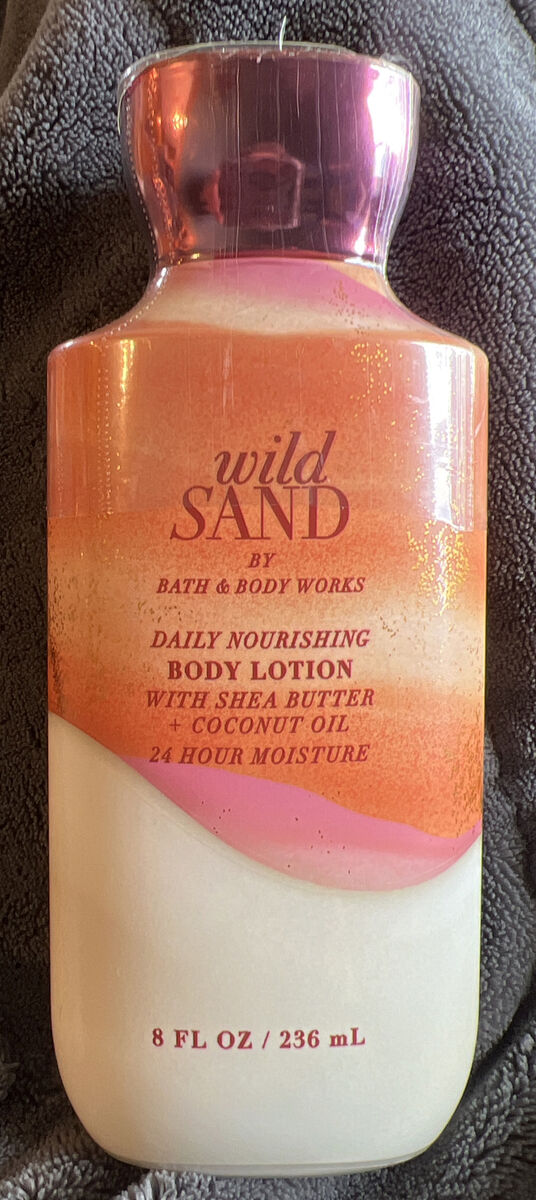 wild
SAND
BY
BATH & BODY WORKS
DAILY NOURISHING
BODY LOTION
WITH SHEA BUTTER
+ COCONUT OIL
24 HOUR MOISTURE
8 FL OZ / 236 mL